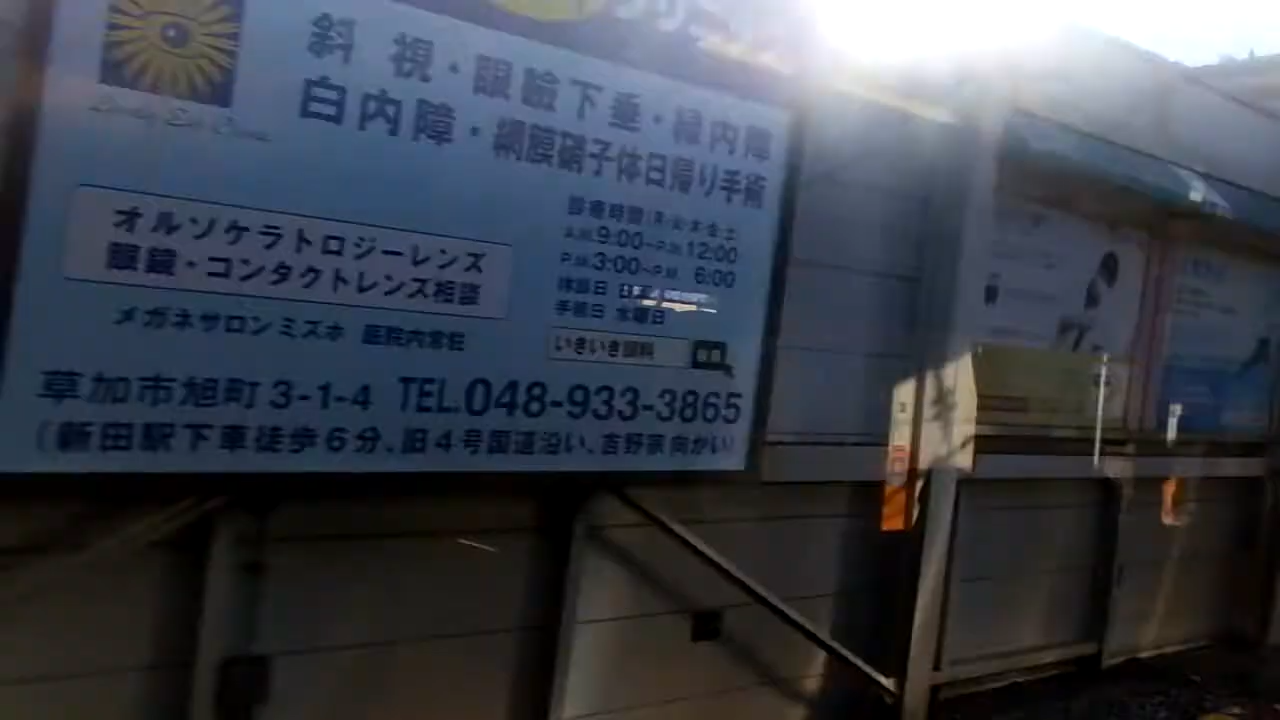 斜視・眼瞼下垂・緑内障
白内障・網膜硝子体日帰り手術
オルソケラトロジーレンズ
眼鏡・コンタクトレンズ相談
メガネサロンミズホ 医院内常駐
診療時間
A.M.9:00~P.M.12:00
P.M.3:00~P.M. 6:00
休診日
手術日 水曜日
いきいき眼科 検索
草加市旭町3-1-4 TEL.048-933-3865
(新田駅下車徒歩6分、旧4号国道沿い、吉野家向かい)